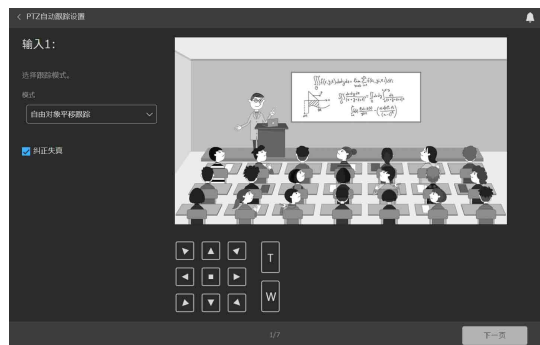 PTZ自动跟踪设置
输入1:
选择跟踪模式。
模式
自由对象平移跟踪
纠正失真
T
W
1/7
下一页